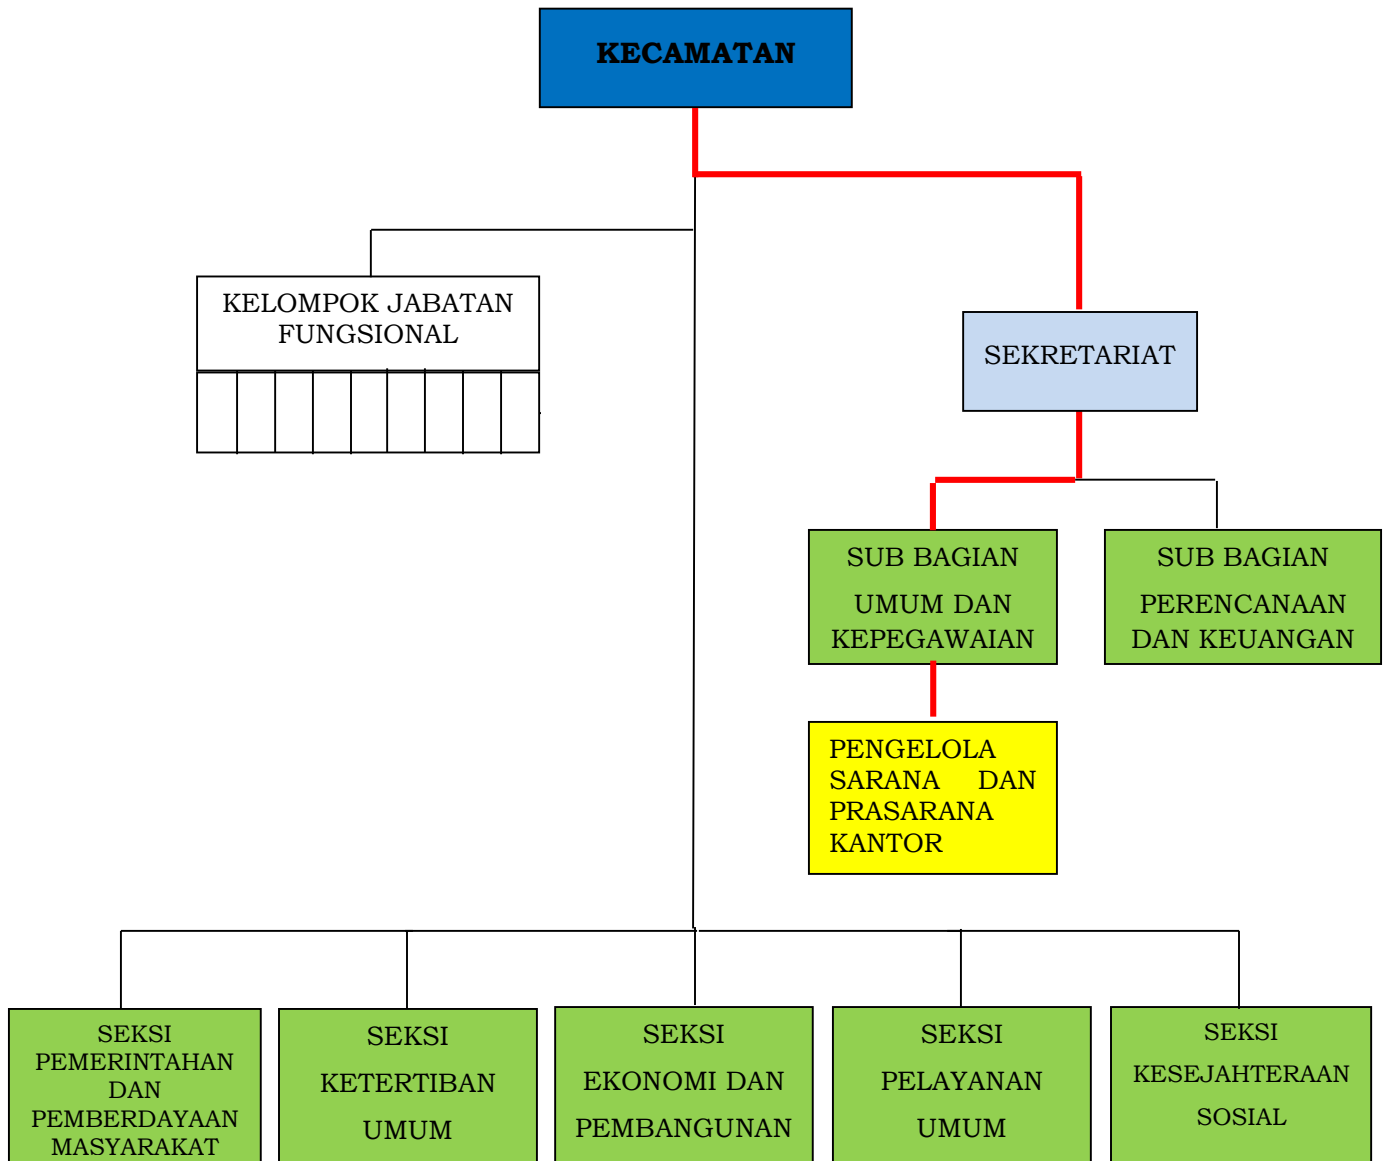 KECAMATAN
KELOMPOK JABATAN
FUNGSIONAL
SEKRETARIAT
SUB BAGIAN
UMUM DAN
KEPEGAWAIAN
SUB BAGIAN
PERENCANAAN
DAN KEUANGAN
PENGELOLA
SARANA DAN
PRASARANA
KANTOR
SEKSI
PEMERINTAHAN
DAN
PEMBERDAYAAN
MASYARAKAT
SEKSI
KETERTIBAN
UMUM
SEKSI
EKONOMI DAN
PEMBANGUNAN
SEKSI
PELAYANAN
UMUM
SEKSI
KESEJAHTERAAN
SOSIAL